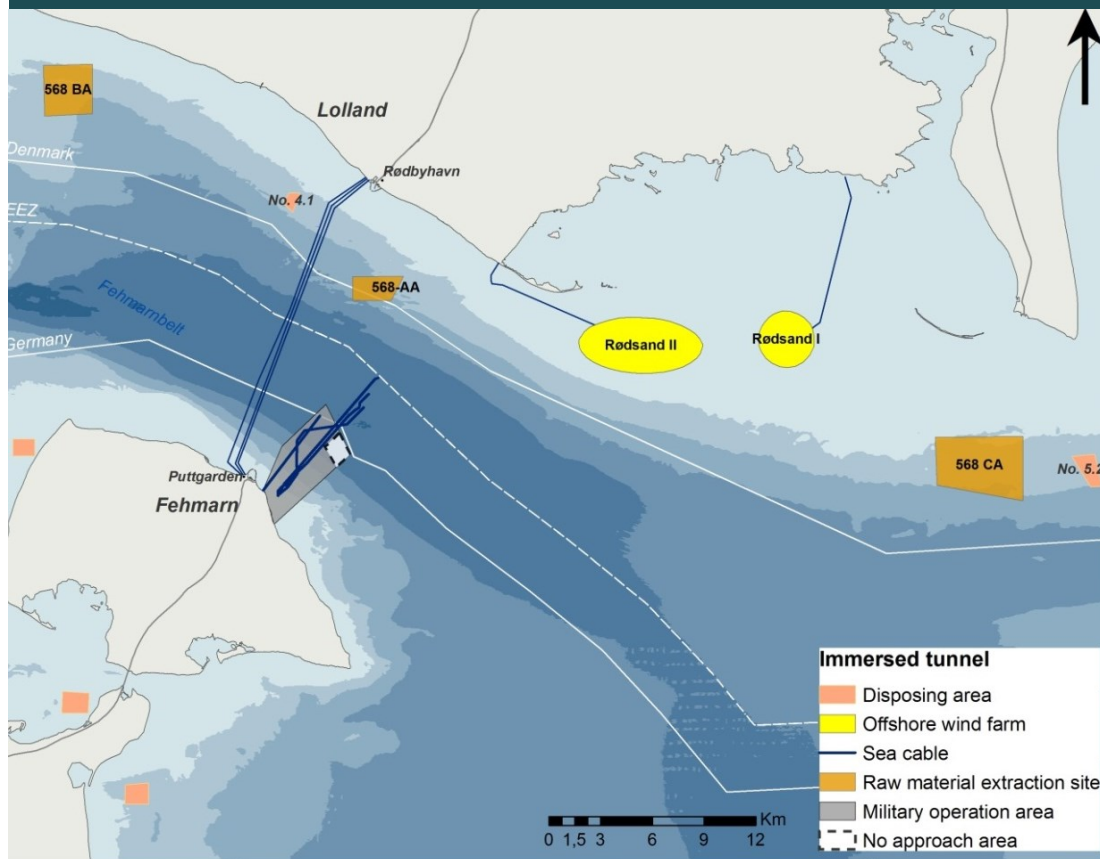 568 BA
Lolland
Denmark
Rødbyhavn
No. 4.1
EEZ
568-AA
Fehmarnbelt
Germany
Rødsand II
Rødsand I
Puttgarden
Fehmarn
568 CA
No. 5.2
Immersed tunnel
Disposing area
Offshore wind farm
Sea cable
Raw material extraction site
Military operation area
No approach area
Km
0 1,5 3 6 9 12